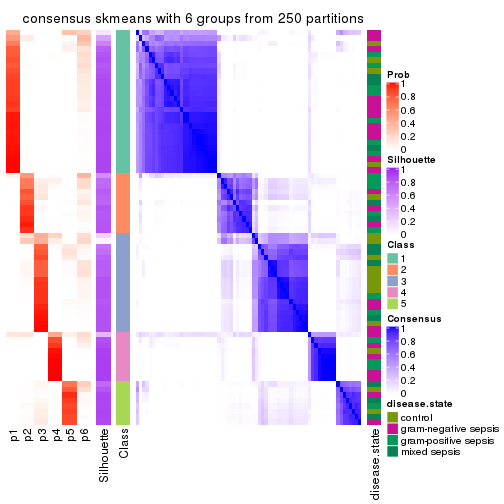 consensus skmeans with 6 groups from 250 partitions
Prob
1
0.8
0.6
0.4
0.2
0
Silhouette
1
0.8
0.6
0.4
0.2
0
Class
1
2
3
4
5
Consensus
1
0.8
0.6
0.4
0.2
0
disease.state
control
gram-negative sepsis
gram-positive sepsis
mixed sepsis
p1
p2
p3
p4
p5
p6
Silhouette
Class
disease.state